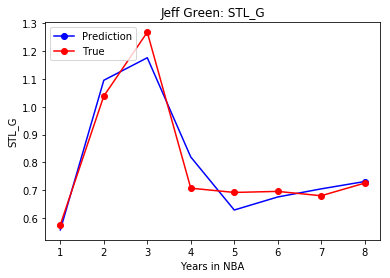 Jeff Green: STL_G
Prediction
True
STL_G
1.3
1.2
1.1
1.0
0.9
0.8
0.7
0.6
1 2 3 4 5 6 7 8
Years in NBA